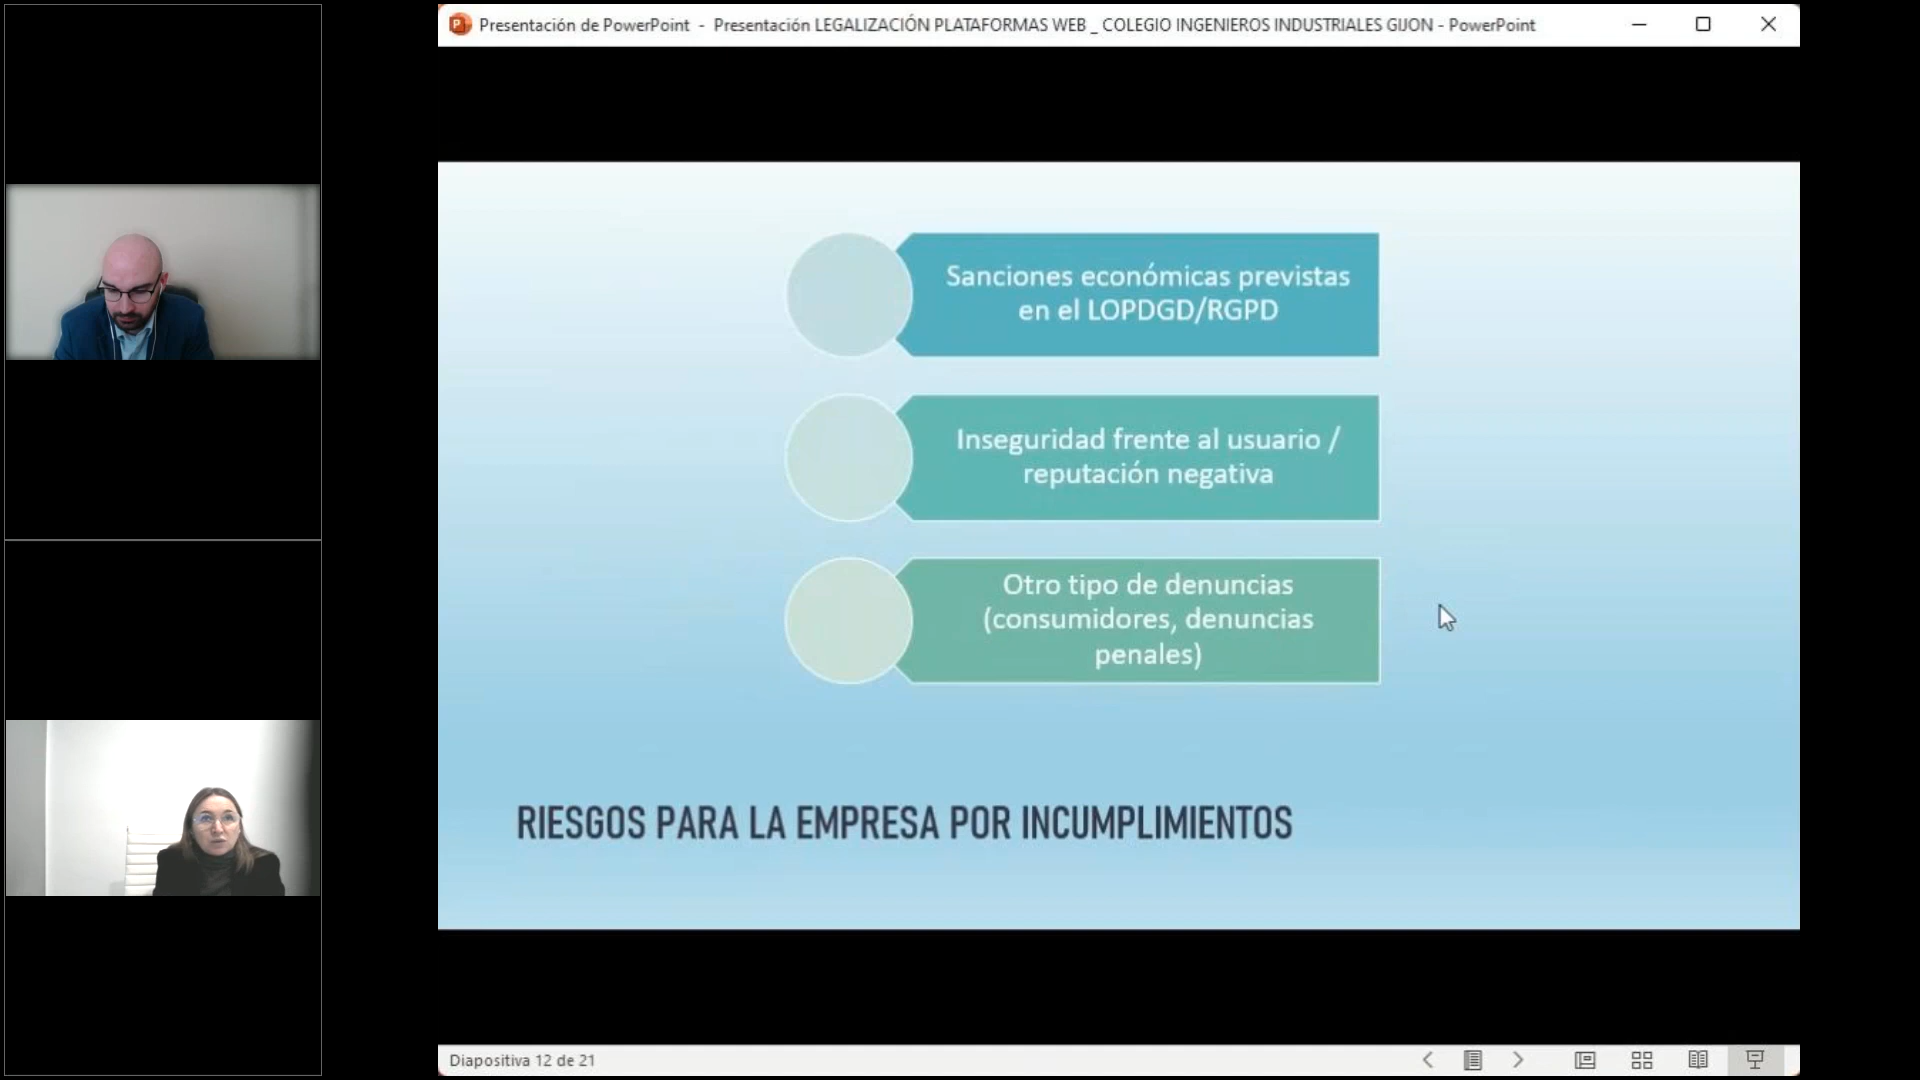 Presentación de PowerPoint - Presentación LEGALIZACIÓN PLATAFORMAS WEB _ COLEGIO INGENIEROS INDUSTRIALES GIJON - PowerPoint
Sanciones económicas previstas
en el LOPDGD/RGPD
Inseguridad frente al usuario /
reputación negativa
Otro tipo de denuncias
(consumidores, denuncias
penales)
RIESGOS PARA LA EMPRESA POR INCUMPLIMIENTOS
Diapositiva 12 de 21